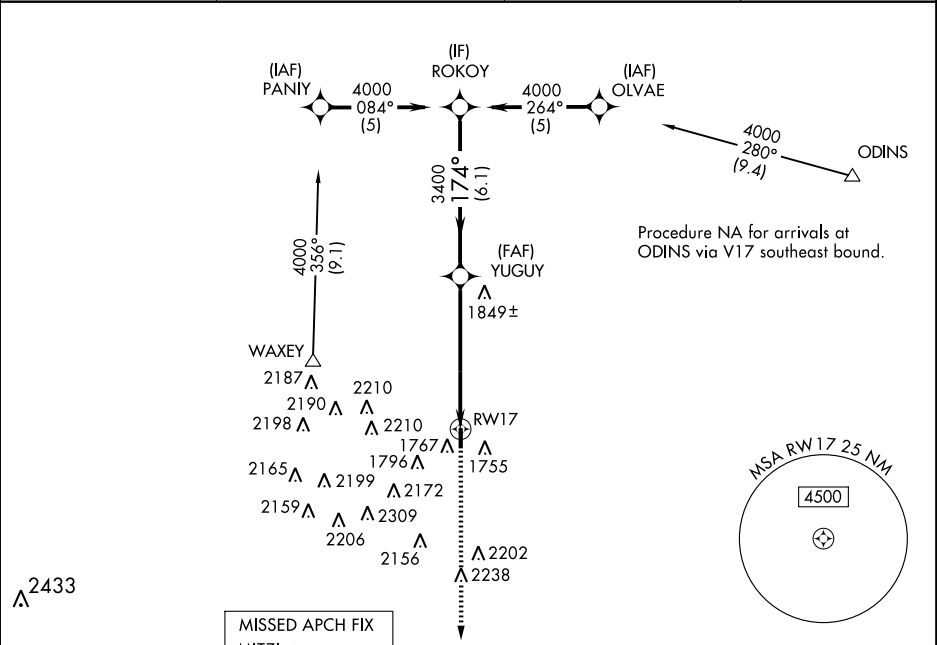 (IF)
ROKOY
(IAF)
PANIY
(IAF)
OLVAE
4000
084°
(5)
4000
264°
(5)
4000
280°
(9.4)
ODINS
3400
174°
(6.1)
4000
356°
(9.1)
Procedure NA for arrivals at
ODINS via V17 southeast bound.
(FAF)
YUGUY
1849±
WAXEY
2187
2190
2210
2198
2210
RW17
1767
1755
1796
2165
2199
2172
2159
2309
2206
2156
2202
2238
MSA RW17 25 NM
4500
2433
MISSED APCH FIX